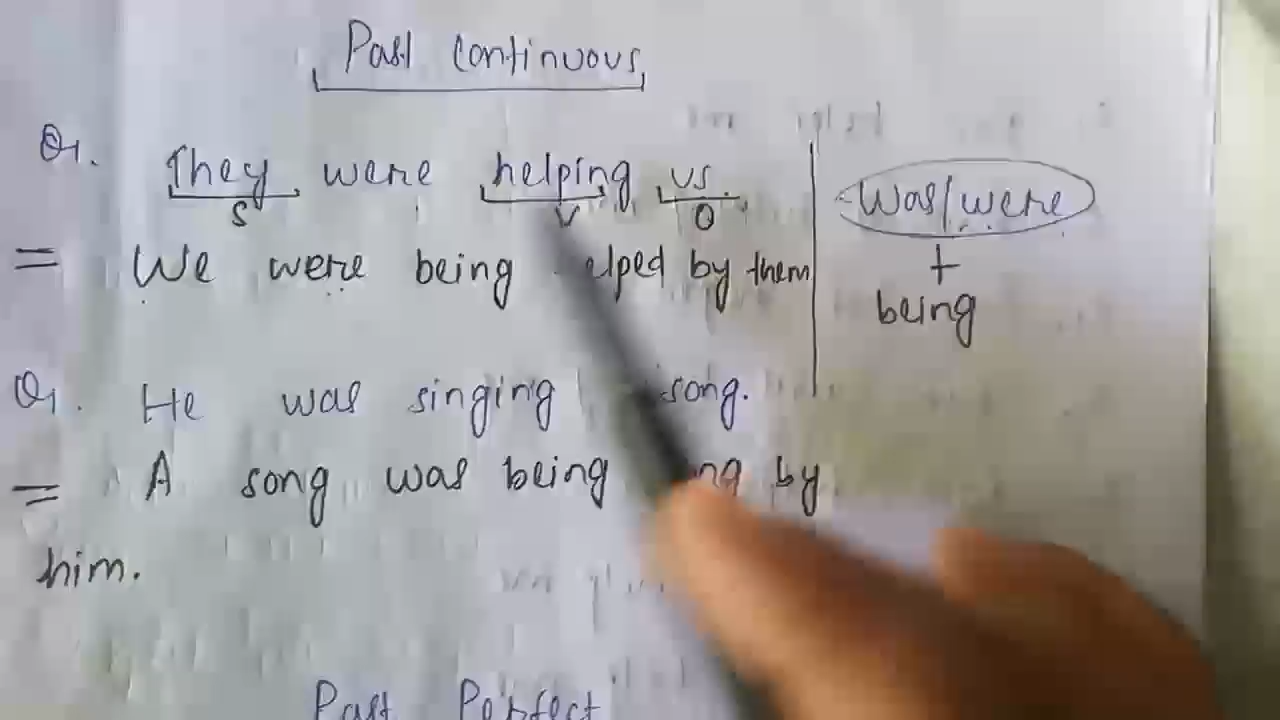 Past Continuous
Q1. They were helping us
S V O
= We were being elped by them
Was/were
+
being
Q1. He was singing song.
= A song was being ng by
him.
Past Perfect